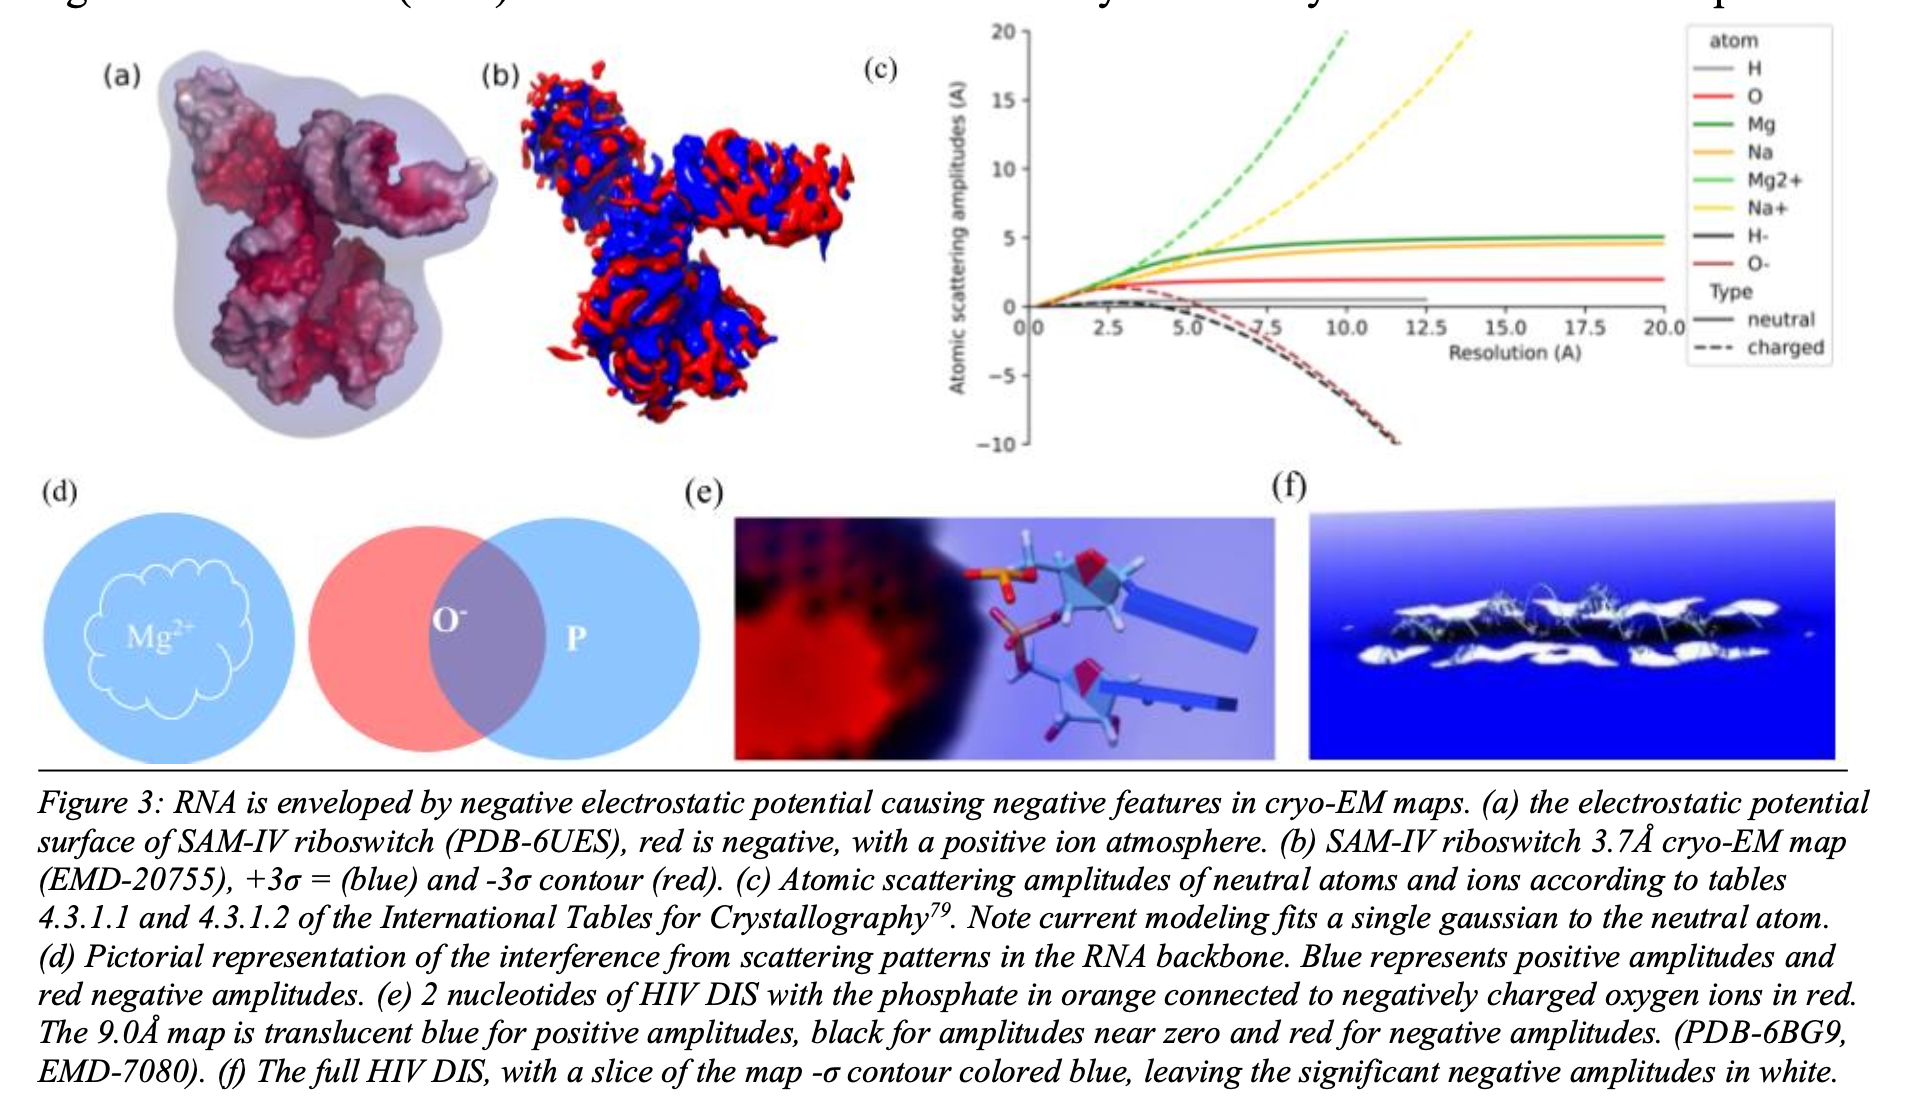 (a)
(b)
(c)
20
15
10
5
0
−5
−10
Atomic scattering amplitudes (A)
0.0 2.5 5.0 7.5 10.0 12.5 15.0 17.5 20.0
Resolution (A)
atom
H
O
Mg
Na
Mg2+
Na+
H-
O-
Type
neutral
charged
(d)
Mg2+
O-
P
(e)
(f)
Figure 3: RNA is enveloped by negative electrostatic potential causing negative features in cryo-EM maps. (a) the electrostatic potential
surface of SAM-IV riboswitch (PDB-6UES), red is negative, with a positive ion atmosphere. (b) SAM-IV riboswitch 3.7Å cryo-EM map
(EMD-20755), +3σ = (blue) and -3σ contour (red). (c) Atomic scattering amplitudes of neutral atoms and ions according to tables
4.3.1.1 and 4.3.1.2 of the International Tables for Crystallography79. Note current modeling fits a single gaussian to the neutral atom.
(d) Pictorial representation of the interference from scattering patterns in the RNA backbone. Blue represents positive amplitudes and
red negative amplitudes. (e) 2 nucleotides of HIV DIS with the phosphate in orange connected to negatively charged oxygen ions in red.
The 9.0Å map is translucent blue for positive amplitudes, black for amplitudes near zero and red for negative amplitudes. (PDB-6BG9,
EMD-7080). (f) The full HIV DIS, with a slice of the map -σ contour colored blue, leaving the significant negative amplitudes in white.